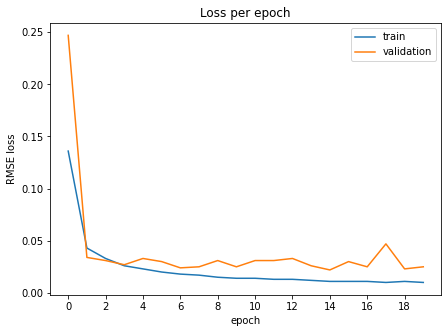 Loss per epoch
RMSE loss
0.25
0.20
0.15
0.10
0.05
0.00
train
validation
0 2 4 6 8 10 12 14 16 18
epoch